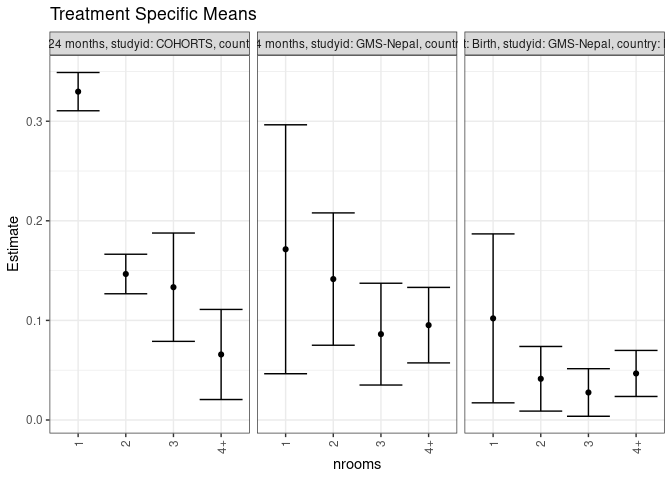 Treatment Specific Means
24 months, studyid: COHORTS, count
4 months, studyid: GMS-Nepal, countr
t: Birth, studyid: GMS-Nepal, country:
Estimate
0.3
0.2
0.1
0.0
1 2 3 4+
1 2 3 4+
1 2 3 4+
nrooms